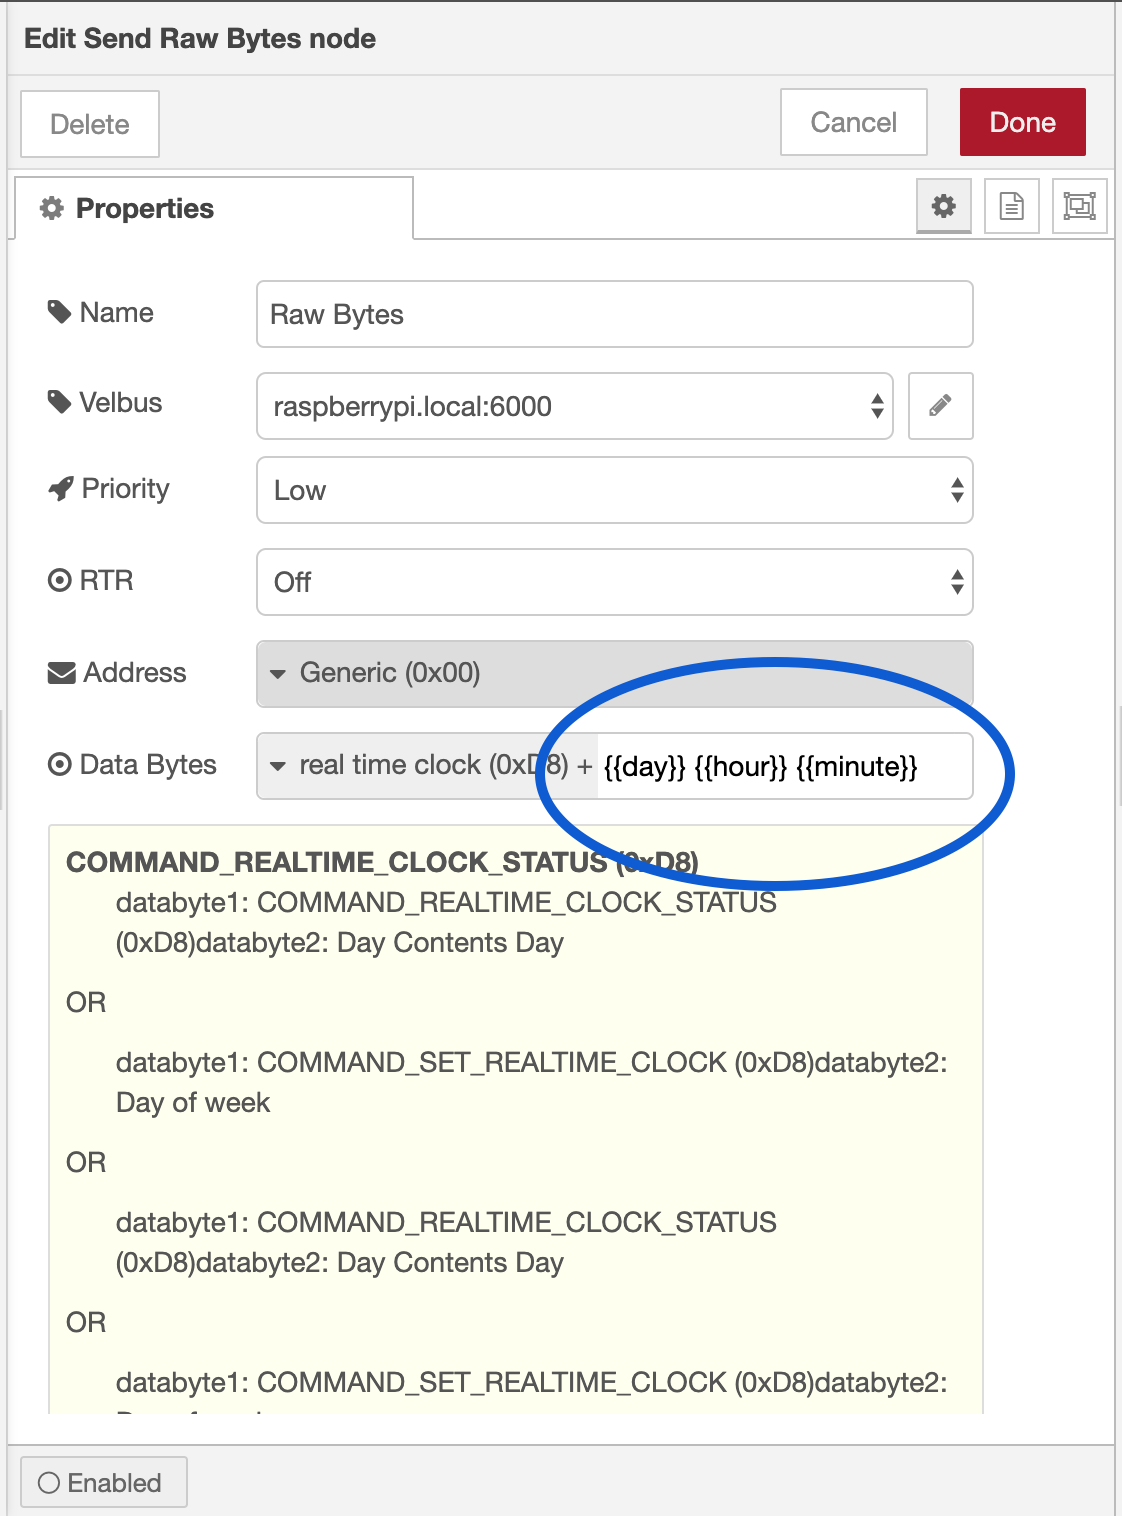 Edit Send Raw Bytes node
Delete
Cancel
Done
Properties
Name
Raw Bytes
Velbus
raspberrypi.local:6000
Priority
Low
RTR
Off
Address
Generic (0x00)
Data Bytes
real time clock (0xD8) + {{day}} {{hour}} {{minute}}
COMMAND_REALTIME_CLOCK_STATUS (0xD8)
databyte1: COMMAND_REALTIME_CLOCK_STATUS
(0xD8)databyte2: Day Contents Day
OR
databyte1: COMMAND_SET_REALTIME_CLOCK (0xD8)databyte2:
Day of week
OR
databyte1: COMMAND_REALTIME_CLOCK_STATUS
(0xD8)databyte2: Day Contents Day
OR
databyte1: COMMAND_SET_REALTIME_CLOCK (0xD8)databyte2:
Enabled